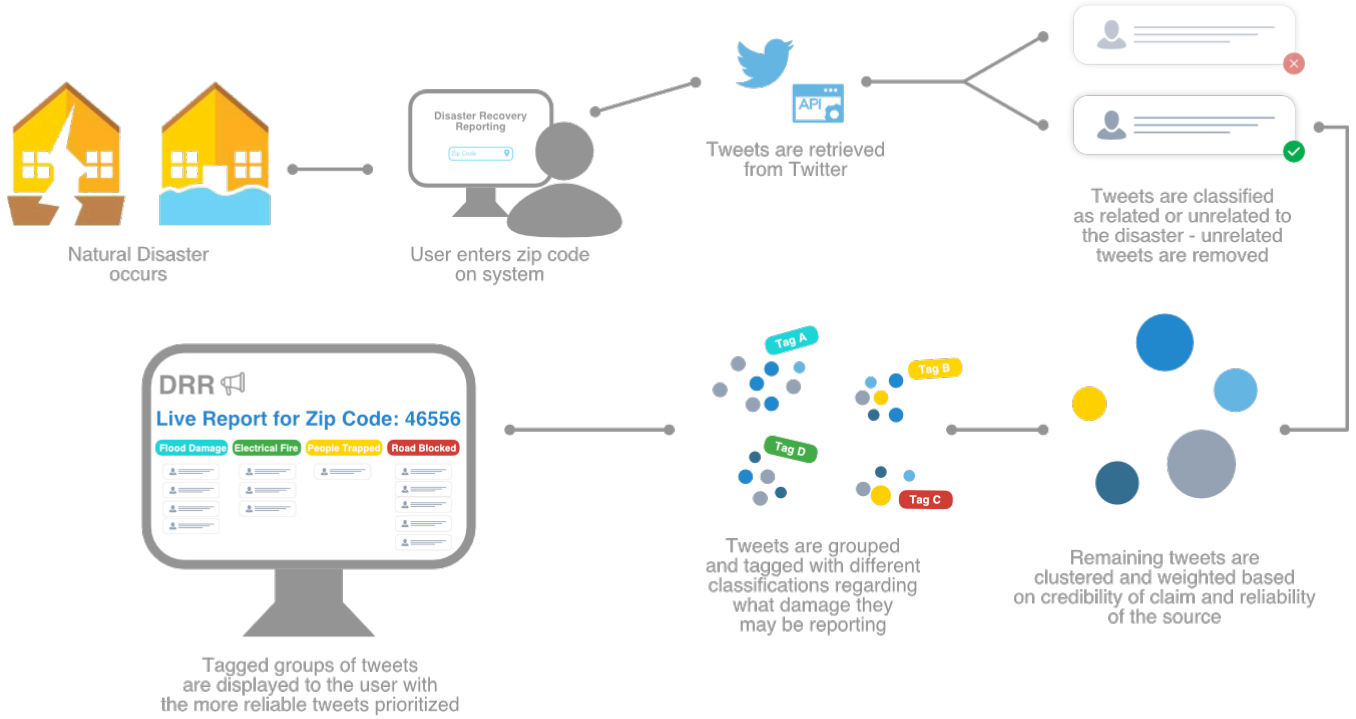 Natural Disaster
occurs
Disaster Recovery
Reporting
Zip Code
User enters zip code
on system
API
Tweets are retrieved
from Twitter
Tweets are classified
as related or unrelated to
the disaster - unrelated
tweets are removed
Remaining tweets are
clustered and weighted based
on credibility of claim and reliability
of the source
Tag A
Tag B
Tag D
Tag C
Tweets are grouped
and tagged with different
classifications regarding
what damage they
may be reporting
DRR
Live Report for Zip Code: 46556
Flood Damage Electrical Fire People Trapped Road Blocked
Tagged groups of tweets
are displayed to the user with
the more reliable tweets prioritized